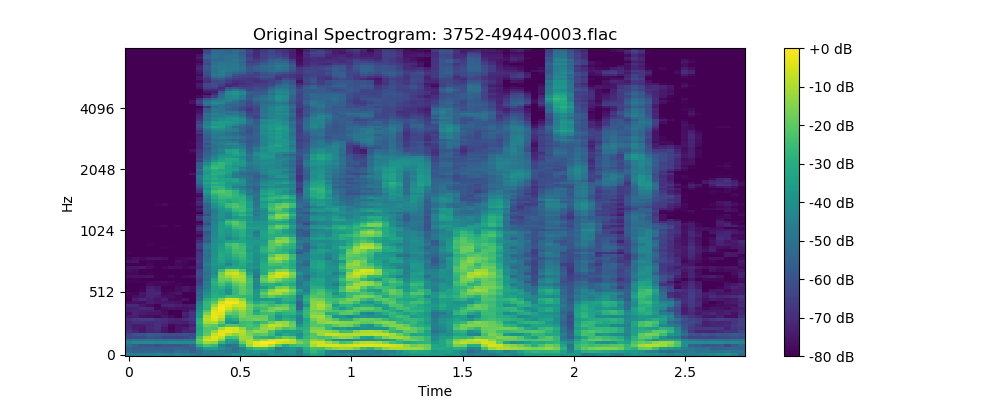 Original Spectrogram: 3752-4944-0003.flac
Hz
4096
2048
1024
512
0
0
0.5
1
1.5
2
2.5
Time
+0 dB
-10 dB
-20 dB
-30 dB
-40 dB
-50 dB
-60 dB
-70 dB
-80 dB